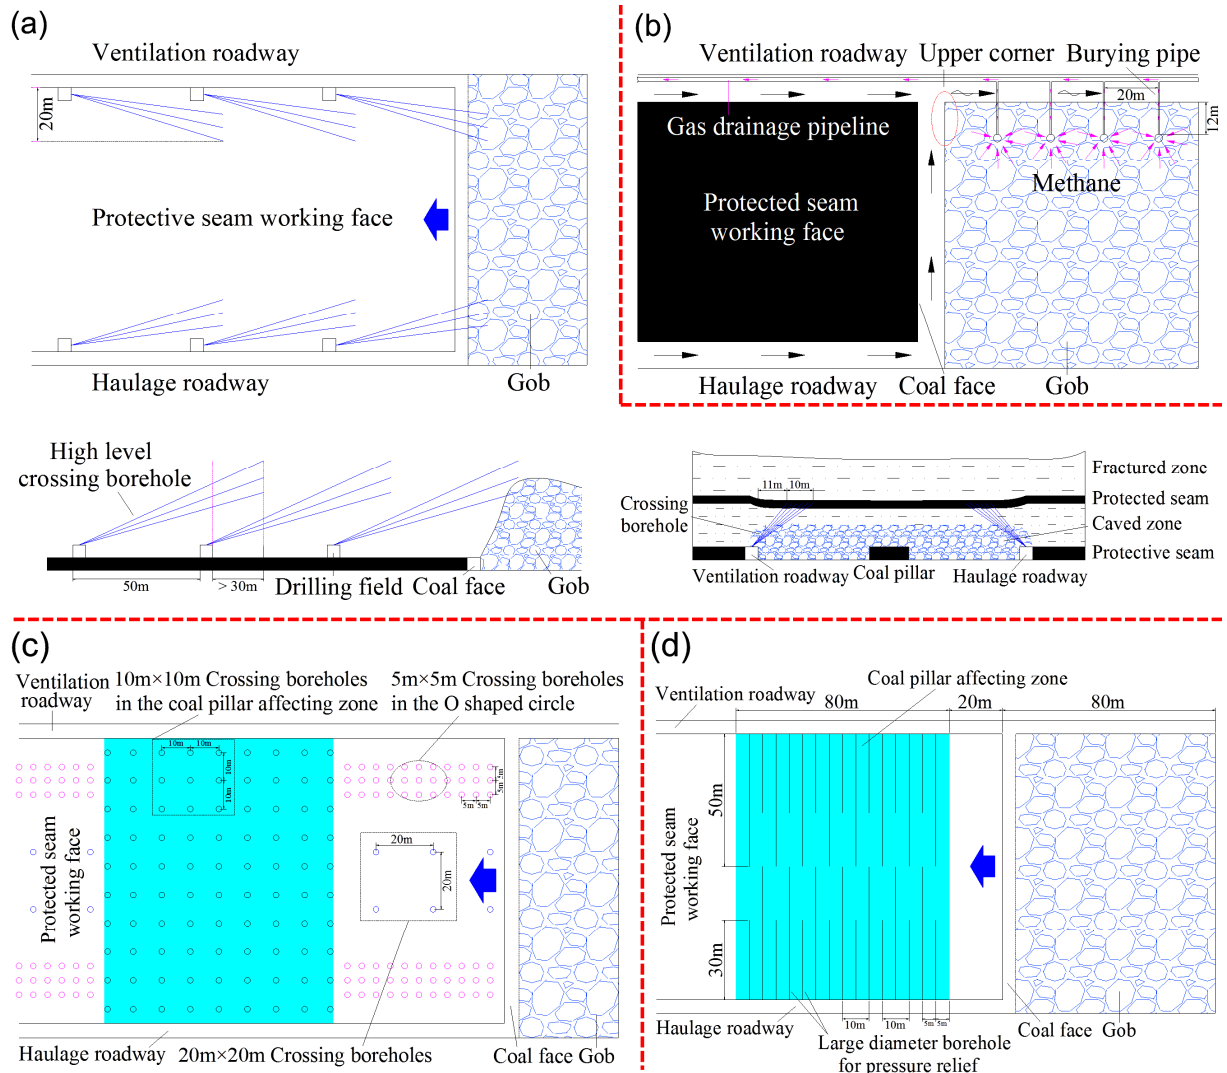 (a)
Ventilation roadway
20m
Protective seam working face
Haulage roadway
Gob
High level
crossing borehole
50m
>30m
Drilling field
Coal face
Gob
(b)
Ventilation roadway
Upper corner
Burying pipe
20m
12m
Gas drainage pipeline
Methane
Protected seam
working face
Haulage roadway
Coal face
Gob
Fractured zone
11m
10m
Protected seam
Crossing
borehole
Caved zone
Protective seam
Ventilation roadway
Coal pillar
Haulage roadway
(c)
Ventilation
roadway
10m×10m Crossing boreholes
in the coal pillar affecting zone
5m×5m Crossing boreholes
in the O shaped circle
10m
10m
10m
10m
5m
5m
5m
5m
20m
20m
Protected seam
working face
Haulage roadway
20m×20m Crossing boreholes
Coal face
Gob
(d)
Coal pillar affecting zone
Ventilation roadway
80m
20m
80m
50m
Protected seam
working face
30m
Haulage roadway
10m
10m
5m
5m
Large diameter borehole
for pressure relief
Coal face
Gob